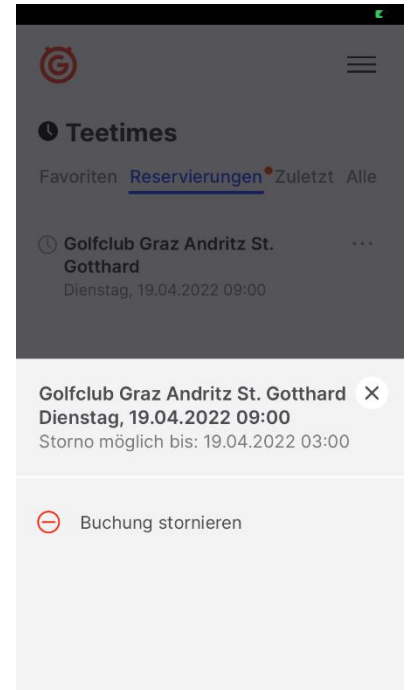 G
Teetimes
Favoriten Reservierungen Zuletzt Alle
Golfclub Graz Andritz St.
Gotthard
Dienstag, 19.04.2022 09:00
Golfclub Graz Andritz St. Gotthard
Dienstag, 19.04.2022 09:00
Storno möglich bis: 19.04.2022 03:00
Buchung stornieren